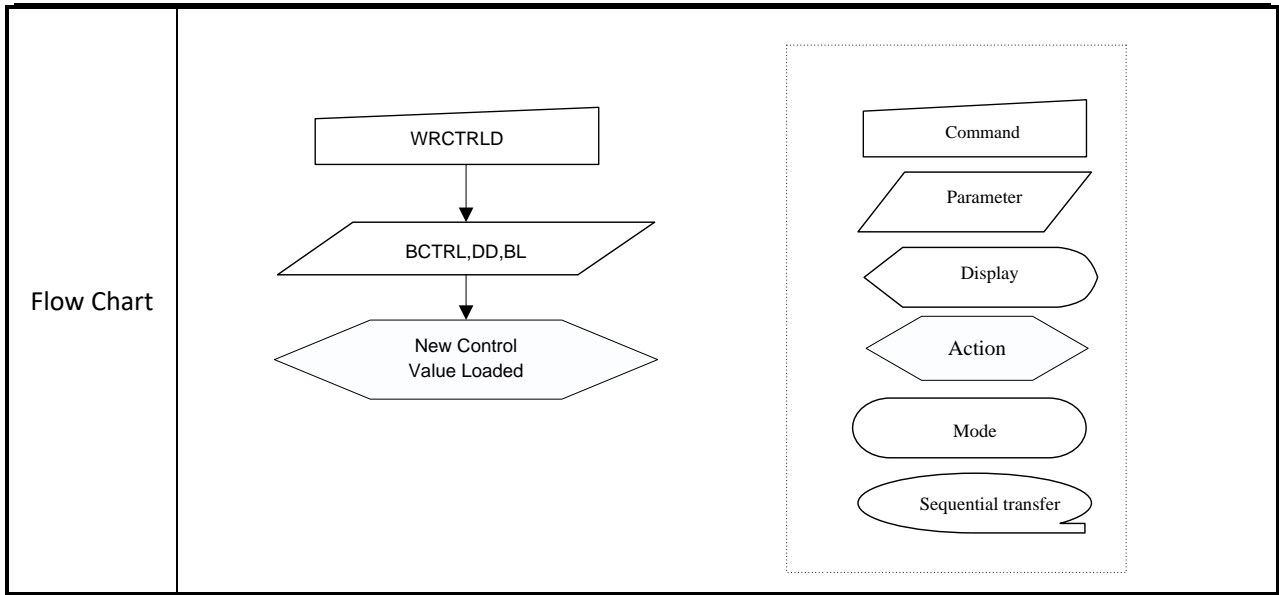 Flow Chart
WRCTRLD
BCTRL,DD,BL
New Control
Value Loaded
Command
Parameter
Display
Action
Mode
Sequential transfer